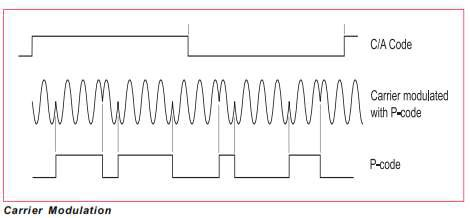 C/A Code
Carrier modulated
with P-code
P-code
Carrier Modulation